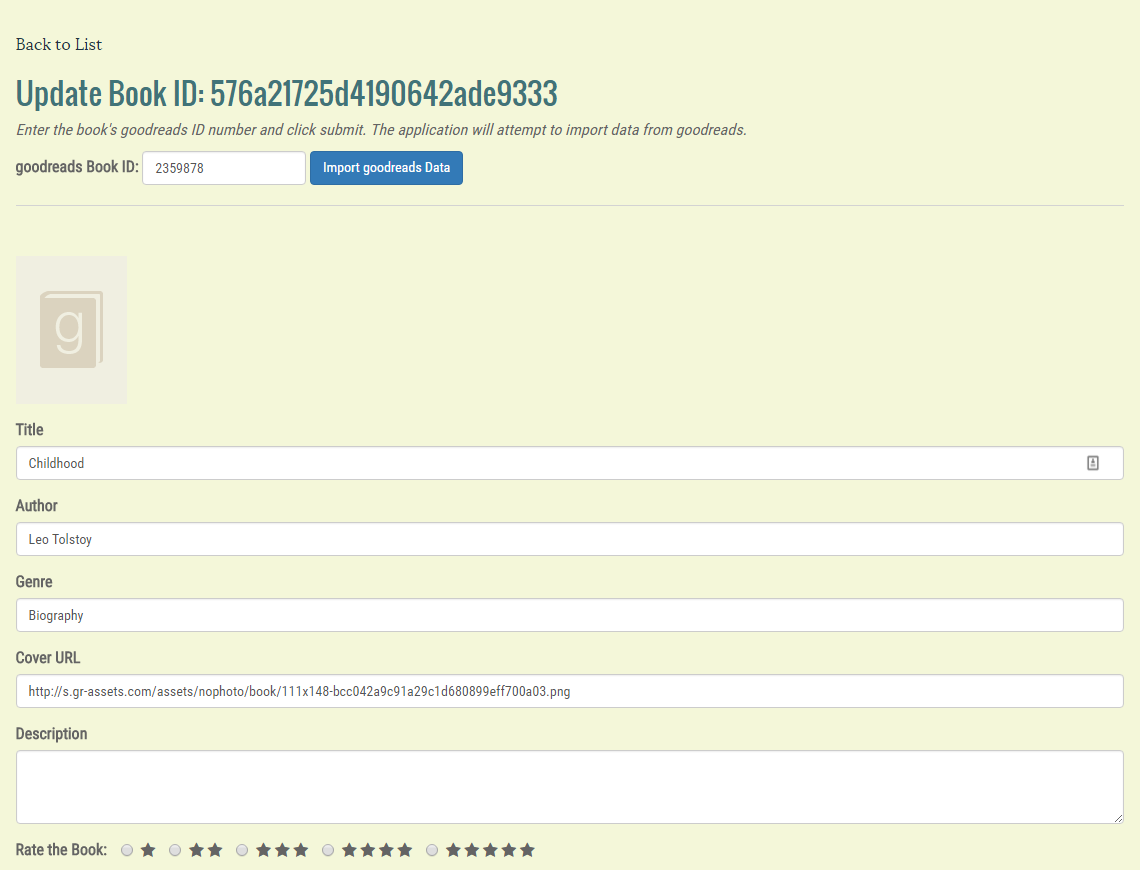 Back to List
Update Book ID: 576a21725d4190642ade9333
Enter the book's goodreads ID number and click submit. The application will attempt to import data from goodreads.
goodreads Book ID: 2359878 Import goodreads Data
g
Title
Childhood
Author
Leo Tolstoy
Genre
Biography
Cover URL
http://s.gr-assets.com/assets/nophoto/book/111x148-bcc042a9c91a29c1d680899eff700a03.png
Description
Rate the Book: